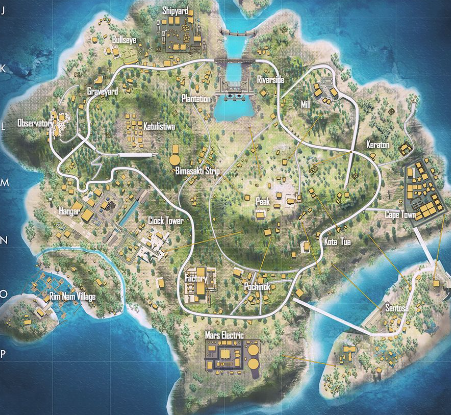 J
Shipyard
Bullseye
K
Riverside
Graveyard
Plantation
Mill
L
Observatory
Katulistiwa
Keraton
Bimasakti Strip
M
Peak
Hangar
Cape Town
Clock Tower
N
Kota Tua
Factory
Pochinok
O
Rim Nam Village
Sentosa
Mars Electric
P